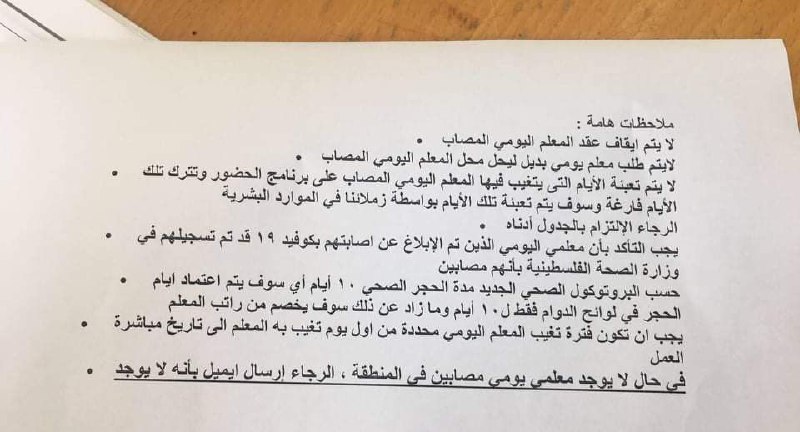 ملاحظات هامة :
لا يتم ايقاف عقد المعلم اليومي المصاب •
لايتم طلب معلم يومي بديل ليحل محل المعلم اليومي المصاب •
لا يتم تعبئة الأيام التى يتغيب فيها المعلم اليومي المصاب على برنامج الحضور وتترك تلك •
الأيام فارغة وسوف يتم تعبئة تلك الأيام بواسطة زملائنا في الموارد البشرية
الرجاء الإلتزام بالجدول أدناه •
يجب التأكد بأن معلمي اليومي الذين تم الإبلاغ عن اصابتهم بكوفيد ١٩ قد تم تسجيلهم في •
وزارة الصحة الفلسطينية بأنهم مصابين
حسب البروتوكول الصحي الجديد مدة الحجر الصحي ١٠ أيام أي سوف يتم اعتماد ايام •
الحجر في لوائح الدوام فقط ل١٠ أيام وما زاد عن ذلك سوف يخصم من راتب المعلم
يجب ان تكون فترة تغيب المعلم اليومي محددة من اول يوم تغيب به المعلم الى تاريخ مباشرة •
العمل
في حال لا يوجد معلمي يومي مصابين في المنطقة ، الرجاء إرسال ايميل بأنه لا يوجد •